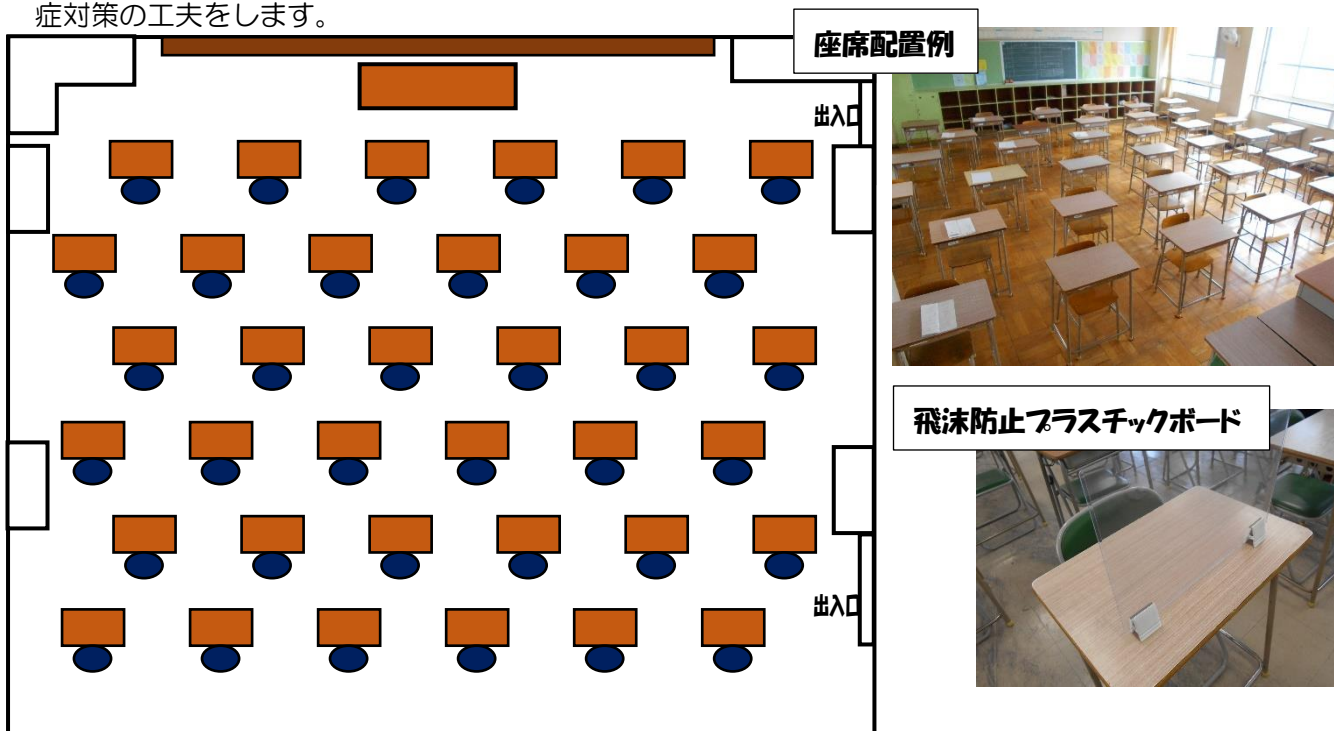 症対策の工夫をします。
座席配置例
出入口
飛沫防止プラスチックボード
出入口